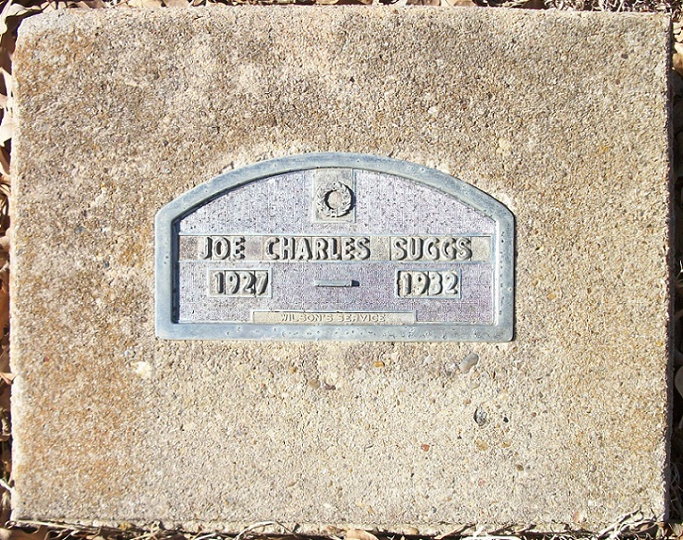 JOE CHARLES SUGGS
1927 — 1932
WILSON'S SERVICE